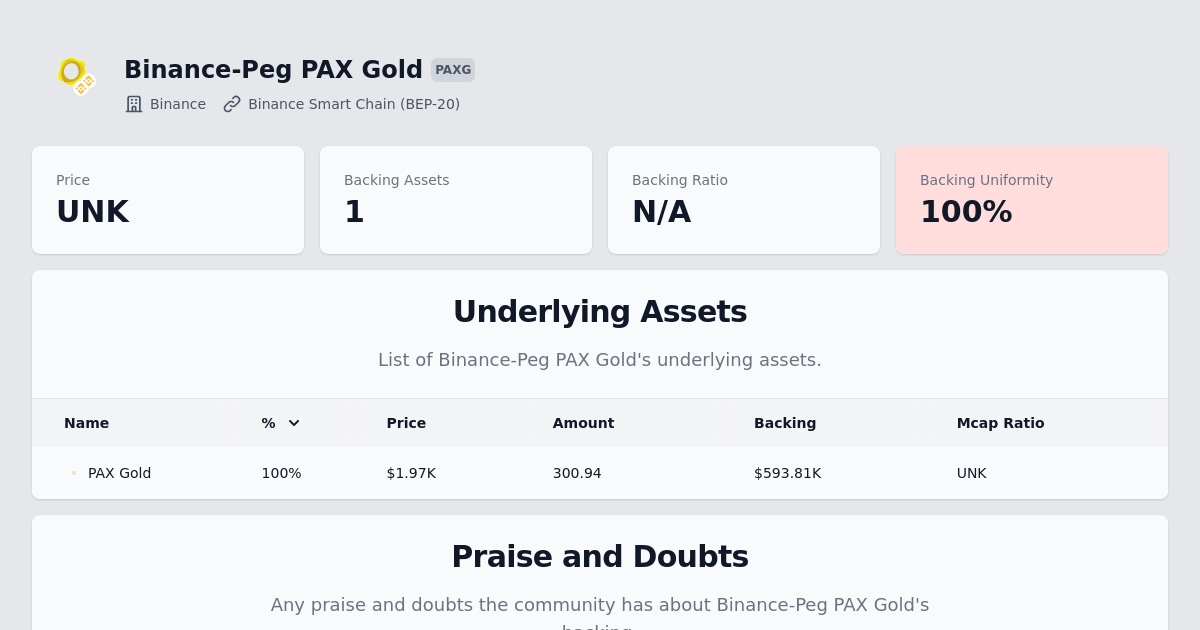 Binance-Peg PAX Gold PAXG
Binance Binance Smart Chain (BEP-20)
Price Backing Assets Backing Ratio Backing Uniformity
UNK 1 N/A 100%
Underlying Assets
List of Binance-Peg PAX Gold's underlying assets.
Name % Price Amount Backing Mcap Ratio
PAX Gold 100% $1.97K 300.94 $593.81K UNK
Praise and Doubts
Any praise and doubts the community has about Binance-Peg PAX Gold's
backing.